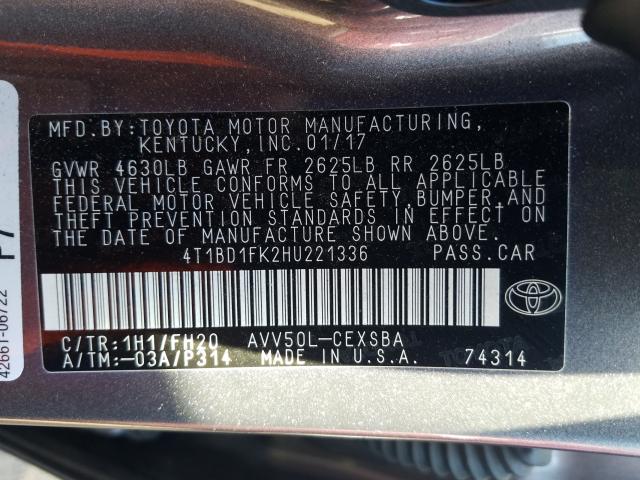 MFD.BY:TOYOTA MOTOR MANUFACTURING,
KENTUCKY, INC.01/17
GVWR 4630LB GAWR FR 2625LB RR 2625LB
THIS VEHICLE CONFORMS TO ALL APPLICABLE
FEDERAL MOTOR VEHICLE SAFETY,BUMPER,AND
THEFT PREVENTION STANDARDS IN EFFECT ON
THE DATE OF MANUFACTURE SHOWN ABOVE.
4T1BD1FK2HU221336 PASS.CAR
C/TR:1H1/FH20 AVV50L-CEXSBA
A/TM:-03A/P314 MADE IN U.S.A. 74314
42661-06722